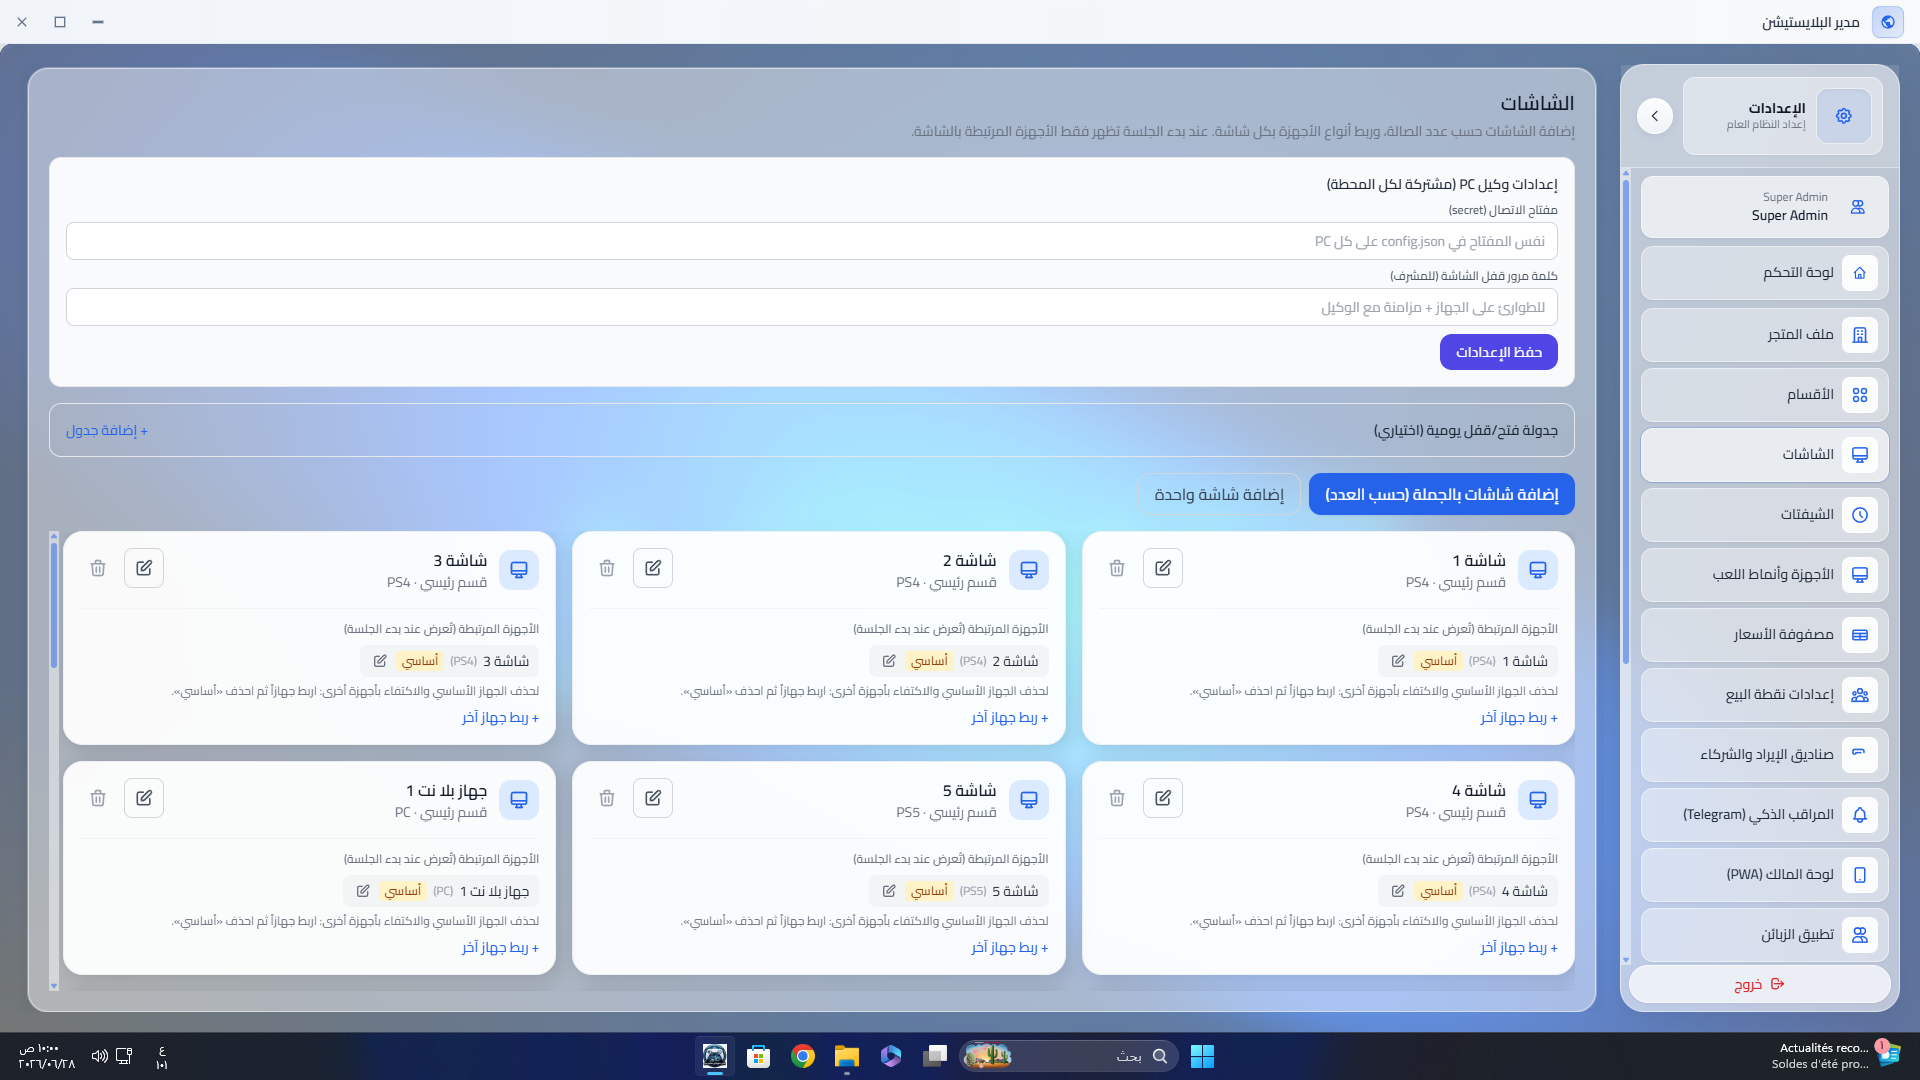 مدير البلايستيشن
الإعدادات
إعداد النظام العام
Super Admin
Super Admin
لوحة التحكم
ملف المتجر
الأقسام
الشاشات
الشيفتات
الأجهزة وأنماط اللعب
مصفوفة الأسعار
إعدادات نقطة البيع
صناديق الإيراد والشركاء
المراقب الذكي (Telegram)
لوحة المالك (PWA)
تطبيق الزبائن
خروج
الشاشات
إضافة الشاشات حسب عدد الصالة، وربط أنواع الأجهزة بكل شاشة. عند بدء الجلسة تظهر فقط الأجهزة المرتبطة بالشاشة.
إعدادات وكيل PC (مشتركة لكل المحطة)
مفتاح الاتصال (secret)
نفس المفتاح في config.json على كل PC
كلمة مرور قفل الشاشة (للمشرف)
للطوارئ على الجهاز + مزامنة مع الوكيل
حفظ الإعدادات
جدولة فتح/قفل يومية (اختياري)
+ إضافة جدول
إضافة شاشات بالجملة (حسب العدد)
إضافة شاشة واحدة
شاشة 1
قسم رئيسي · PS4
الأجهزة المرتبطة (تُعرض عند بدء الجلسة)
شاشة 1 (PS4) أساسي
لحذف الجهاز الأساسي والاكتفاء بأجهزة أخرى: اربط جهازاً ثم احذف «أساسي».
+ ربط جهاز آخر
شاشة 2
قسم رئيسي · PS4
الأجهزة المرتبطة (تُعرض عند بدء الجلسة)
شاشة 2 (PS4) أساسي
لحذف الجهاز الأساسي والاكتفاء بأجهزة أخرى: اربط جهازاً ثم احذف «أساسي».
+ ربط جهاز آخر
شاشة 3
قسم رئيسي · PS4
الأجهزة المرتبطة (تُعرض عند بدء الجلسة)
شاشة 3 (PS4) أساسي
لحذف الجهاز الأساسي والاكتفاء بأجهزة أخرى: اربط جهازاً ثم احذف «أساسي».
+ ربط جهاز آخر
شاشة 4
قسم رئيسي · PS4
الأجهزة المرتبطة (تُعرض عند بدء الجلسة)
شاشة 4 (PS4) أساسي
لحذف الجهاز الأساسي والاكتفاء بأجهزة أخرى: اربط جهازاً ثم احذف «أساسي».
+ ربط جهاز آخر
شاشة 5
قسم رئيسي · PS5
الأجهزة المرتبطة (تُعرض عند بدء الجلسة)
شاشة 5 (PS5) أساسي
لحذف الجهاز الأساسي والاكتفاء بأجهزة أخرى: اربط جهازاً ثم احذف «أساسي».
+ ربط جهاز آخر
جهاز بلا نت 1
قسم رئيسي · PC
الأجهزة المرتبطة (تُعرض عند بدء الجلسة)
جهاز بلا نت 1 (PC) أساسي
لحذف الجهاز الأساسي والاكتفاء بأجهزة أخرى: اربط جهازاً ثم احذف «أساسي».
+ ربط جهاز آخر
١
Actualités reco...
Soldes d'été pro...
بحث
ع
١٠١
١٠:٠٠ ص
٢٠٢٦/٠٦/٢٨